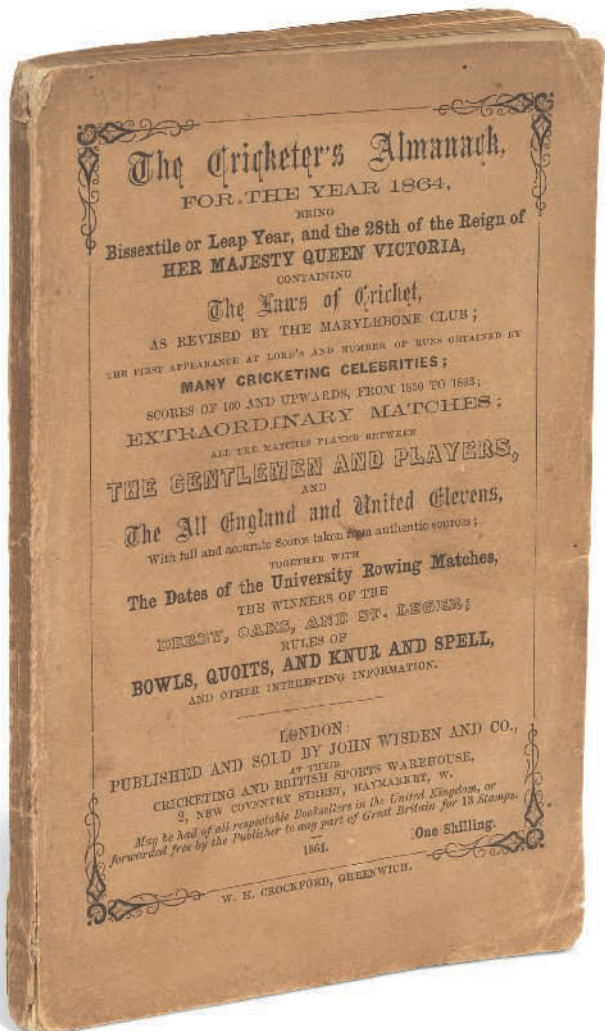 The Cricketer's Almanack,
FOR THE YEAR 1864,
BEING
Bissextile or Leap Year, and the 28th of the Reign of
HER MAJESTY QUEEN VICTORIA,
CONTAINING
The Laws of Cricket,
AS REVISED BY THE MARYLEBONE CLUB;
THE FIRST APPEARANCE AT LORD'S AND NUMBER OF RUNS OBTAINED BY
MANY CRICKETING CELEBRITIES;
SCORES OF 100 AND UPWARDS, FROM 1850 TO 1863;
EXTRAORDINARY MATCHES;
ALL THE MATCHES PLAYED BETWEEN
THE GENTLEMEN AND PLAYERS,
AND
The All England and United Elevens,
With full and accurate Scores taken from authentic sources;
TOGETHER WITH
The Dates of the University Rowing Matches,
THE WINNERS OF THE
DERBY, OAKS, AND ST. LEGER;
RULES OF
BOWLS, QUOITS, AND KNUR AND SPELL,
AND OTHER INTERESTING INFORMATION.
LONDON:
PUBLISHED AND SOLD BY JOHN WISDEN AND CO.,
AT THEIR
CRICKETING AND BRITISH SPORTS WAREHOUSE,
2, NEW COVENTRY STREET, HAYMARKET, W.
May be had of all respectable Booksellers in the United Kingdom, or
forwarded free by the Publisher to any part of Great Britain for 13 Stamps.
1864.
One Shilling.
W. H. CROCKFORD, GREENWICH.